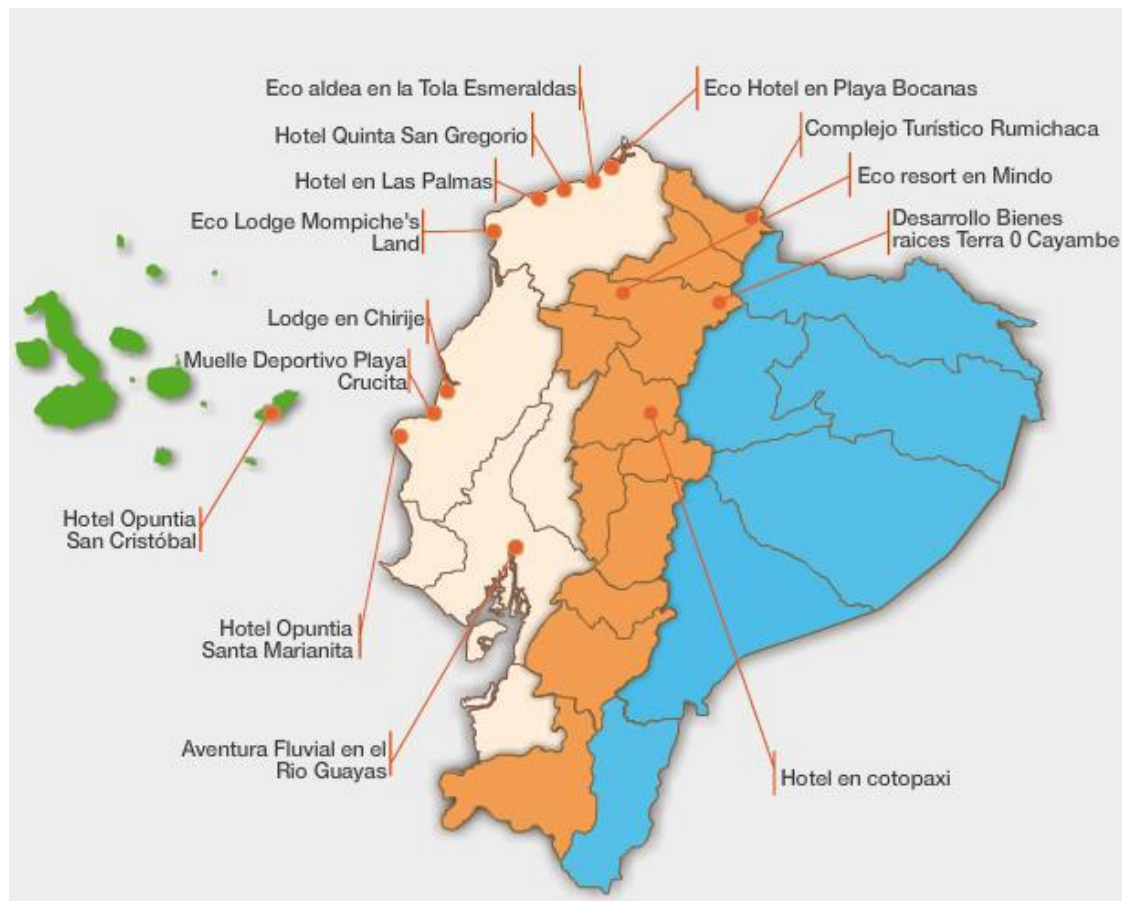 Eco aldea en la Tola Esmeraldas
Eco Hotel en Playa Bocanas
Hotel Quinta San Gregorio
Complejo Turístico Rumichaca
Hotel en Las Palmas
Eco resort en Mindo
Eco Lodge Mompiche's
Land
Desarrollo Bienes
raices Terra 0 Cayambe
Lodge en Chirije
Muelle Deportivo Playa
Crucita
Hotel Opuntia
San Cristóbal
Hotel Opuntia
Santa Marianita
Aventura Fluvial en el
Rio Guayas
Hotel en cotopaxi